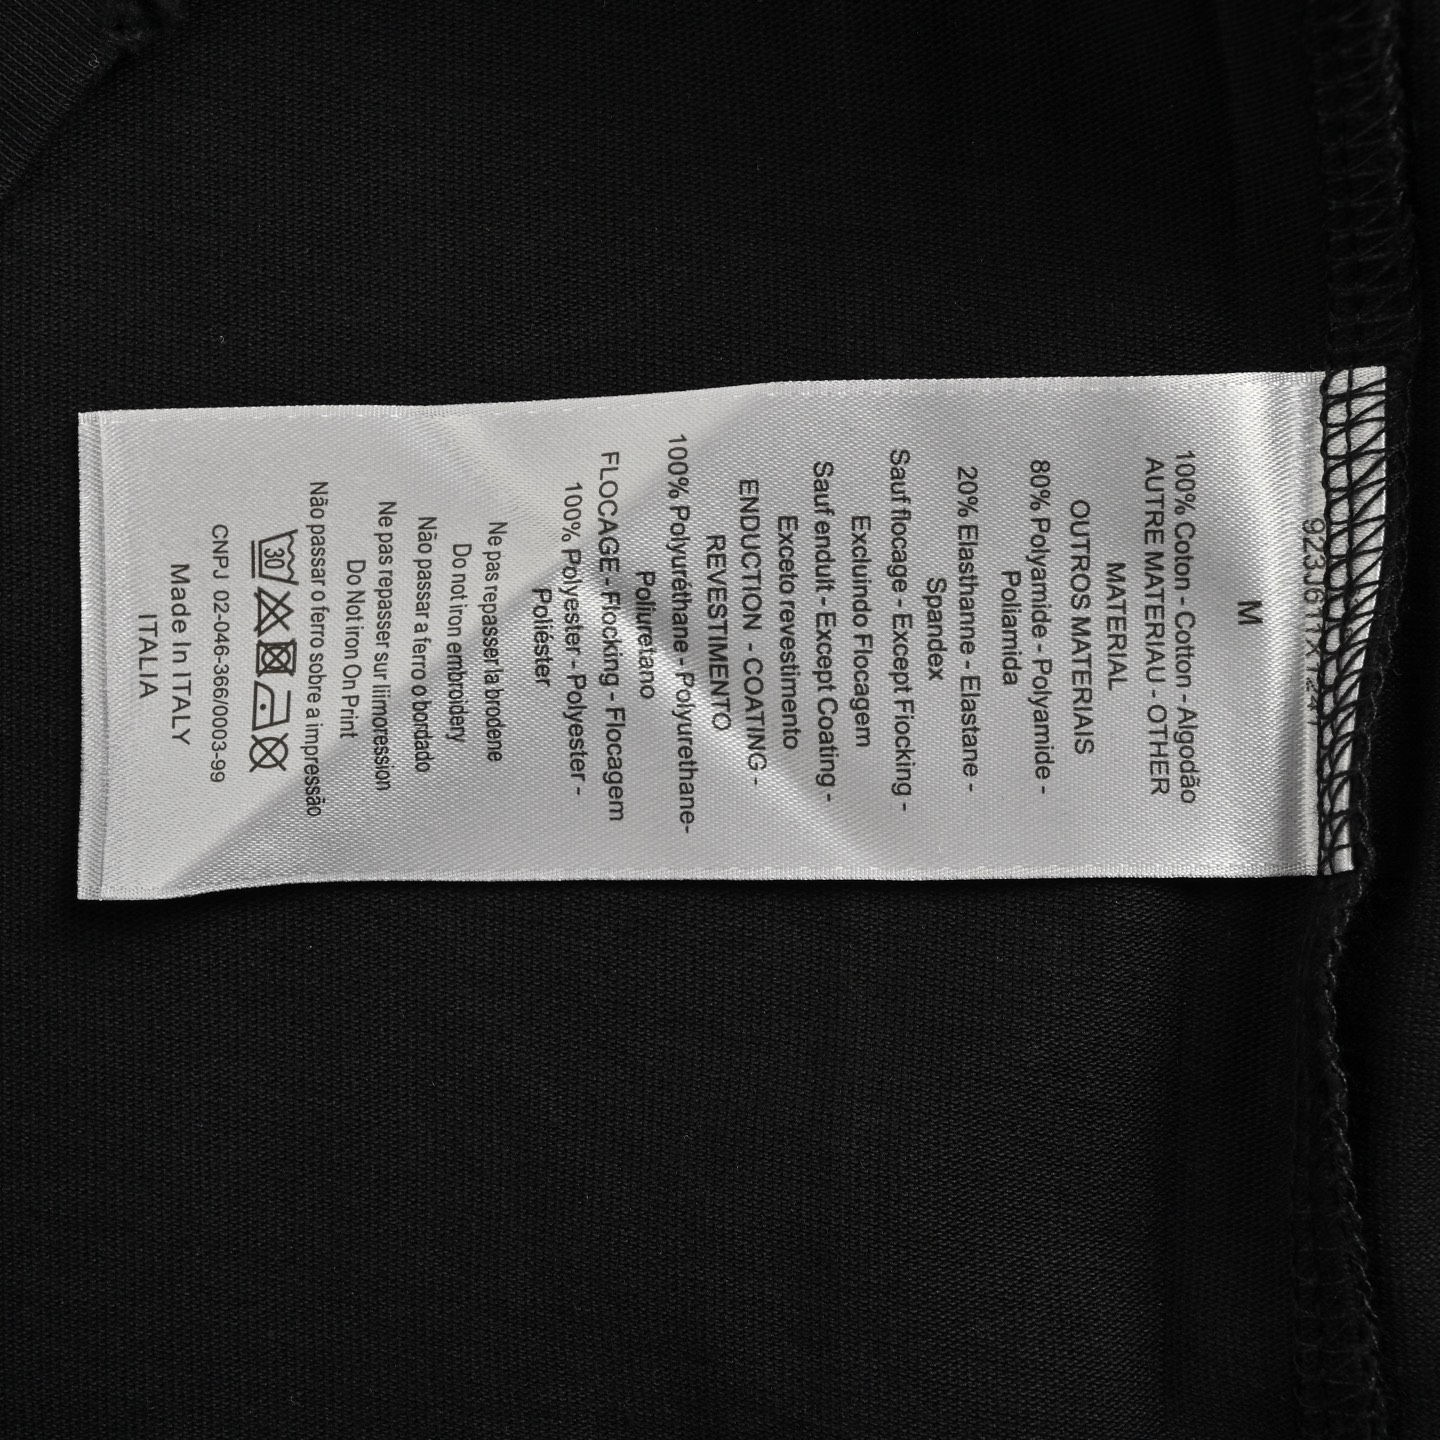 M
100% Coton - Cotton - Algodão
AUTRE MATERIAU - OTHER
MATERIAL
OUTROS MATERIAIS
80% Polyamide - Polyamide -
Poliamida
20% Elasthanne - Elastane -
Spandex
Sauf flocage - Except Flocking -
Excluindo Flocagem
Sauf endult - Except Coating -
Exceto revestimento
ENDUCTION - COATING -
REVESTIMENTO
100% Polyuréthane - Polyurethane-
Poliuretano
FLOCAGE - Flocking - Flocagem
100% Polyester - Polyester -
Poliéster
Ne pas repasser la brodene
Do not iron embroidery
Não passar a ferro o bordado
Ne pas repasser sur liimoression
Do Not iron On Print
Não passar o ferro sobre a impressão
30
CNPJ 02-046-366/0003-99
Made In ITALY
ITALIA